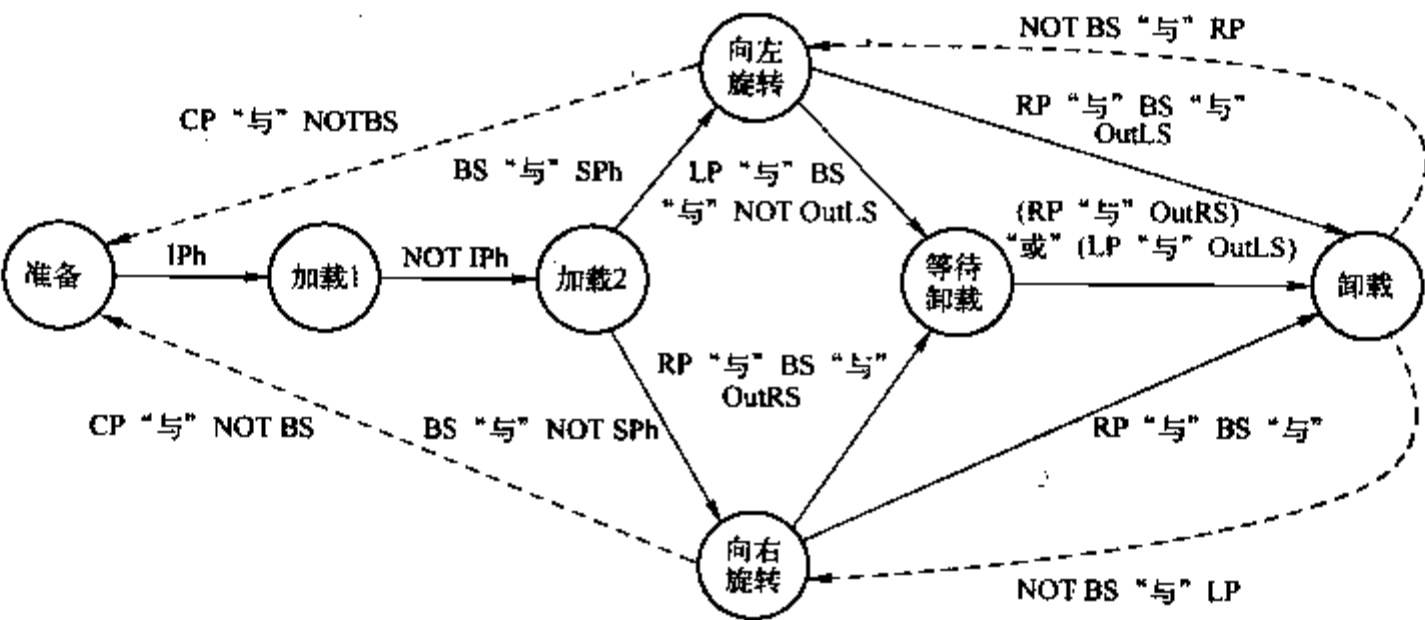 向左
旋转
NOT BS “与” RP
CP “与” NOTBS
RP “与” BS “与”
OutLS
BS “与” SPh
LP “与” BS
“与” NOT OutLS
(RP “与” OutRS)
“或” (LP “与” OutLS)
准备
IPh
加载1
NOT IPh
加载2
等待
卸载
卸载
RP “与” BS “与”
OutRS
CP “与” NOT BS
BS “与” NOT SPh
RP “与” BS “与”
向右
旋转
NOT BS “与” LP